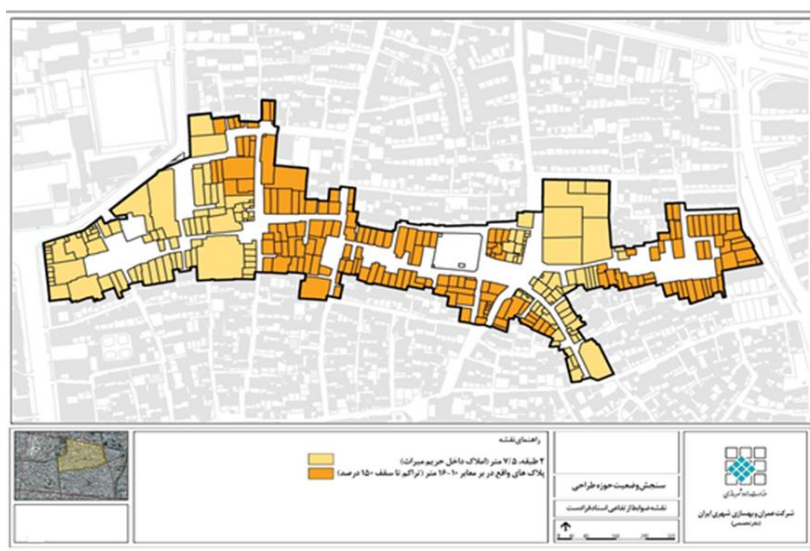 راهنمای نقشه
۲ طبقه، ۷/۵ متر (املاک داخل حریم میراث)
پلاک های واقع در بر معابر ۱۰-۱۶ متر (تراکم تا سقف ۱۵۰ درصد)
سنجش وضعیت حوزه طراحی
نقشه ضوابط ارتفاعی اسناد فرادست
شرکت عمران و بهسازی شهری ایران